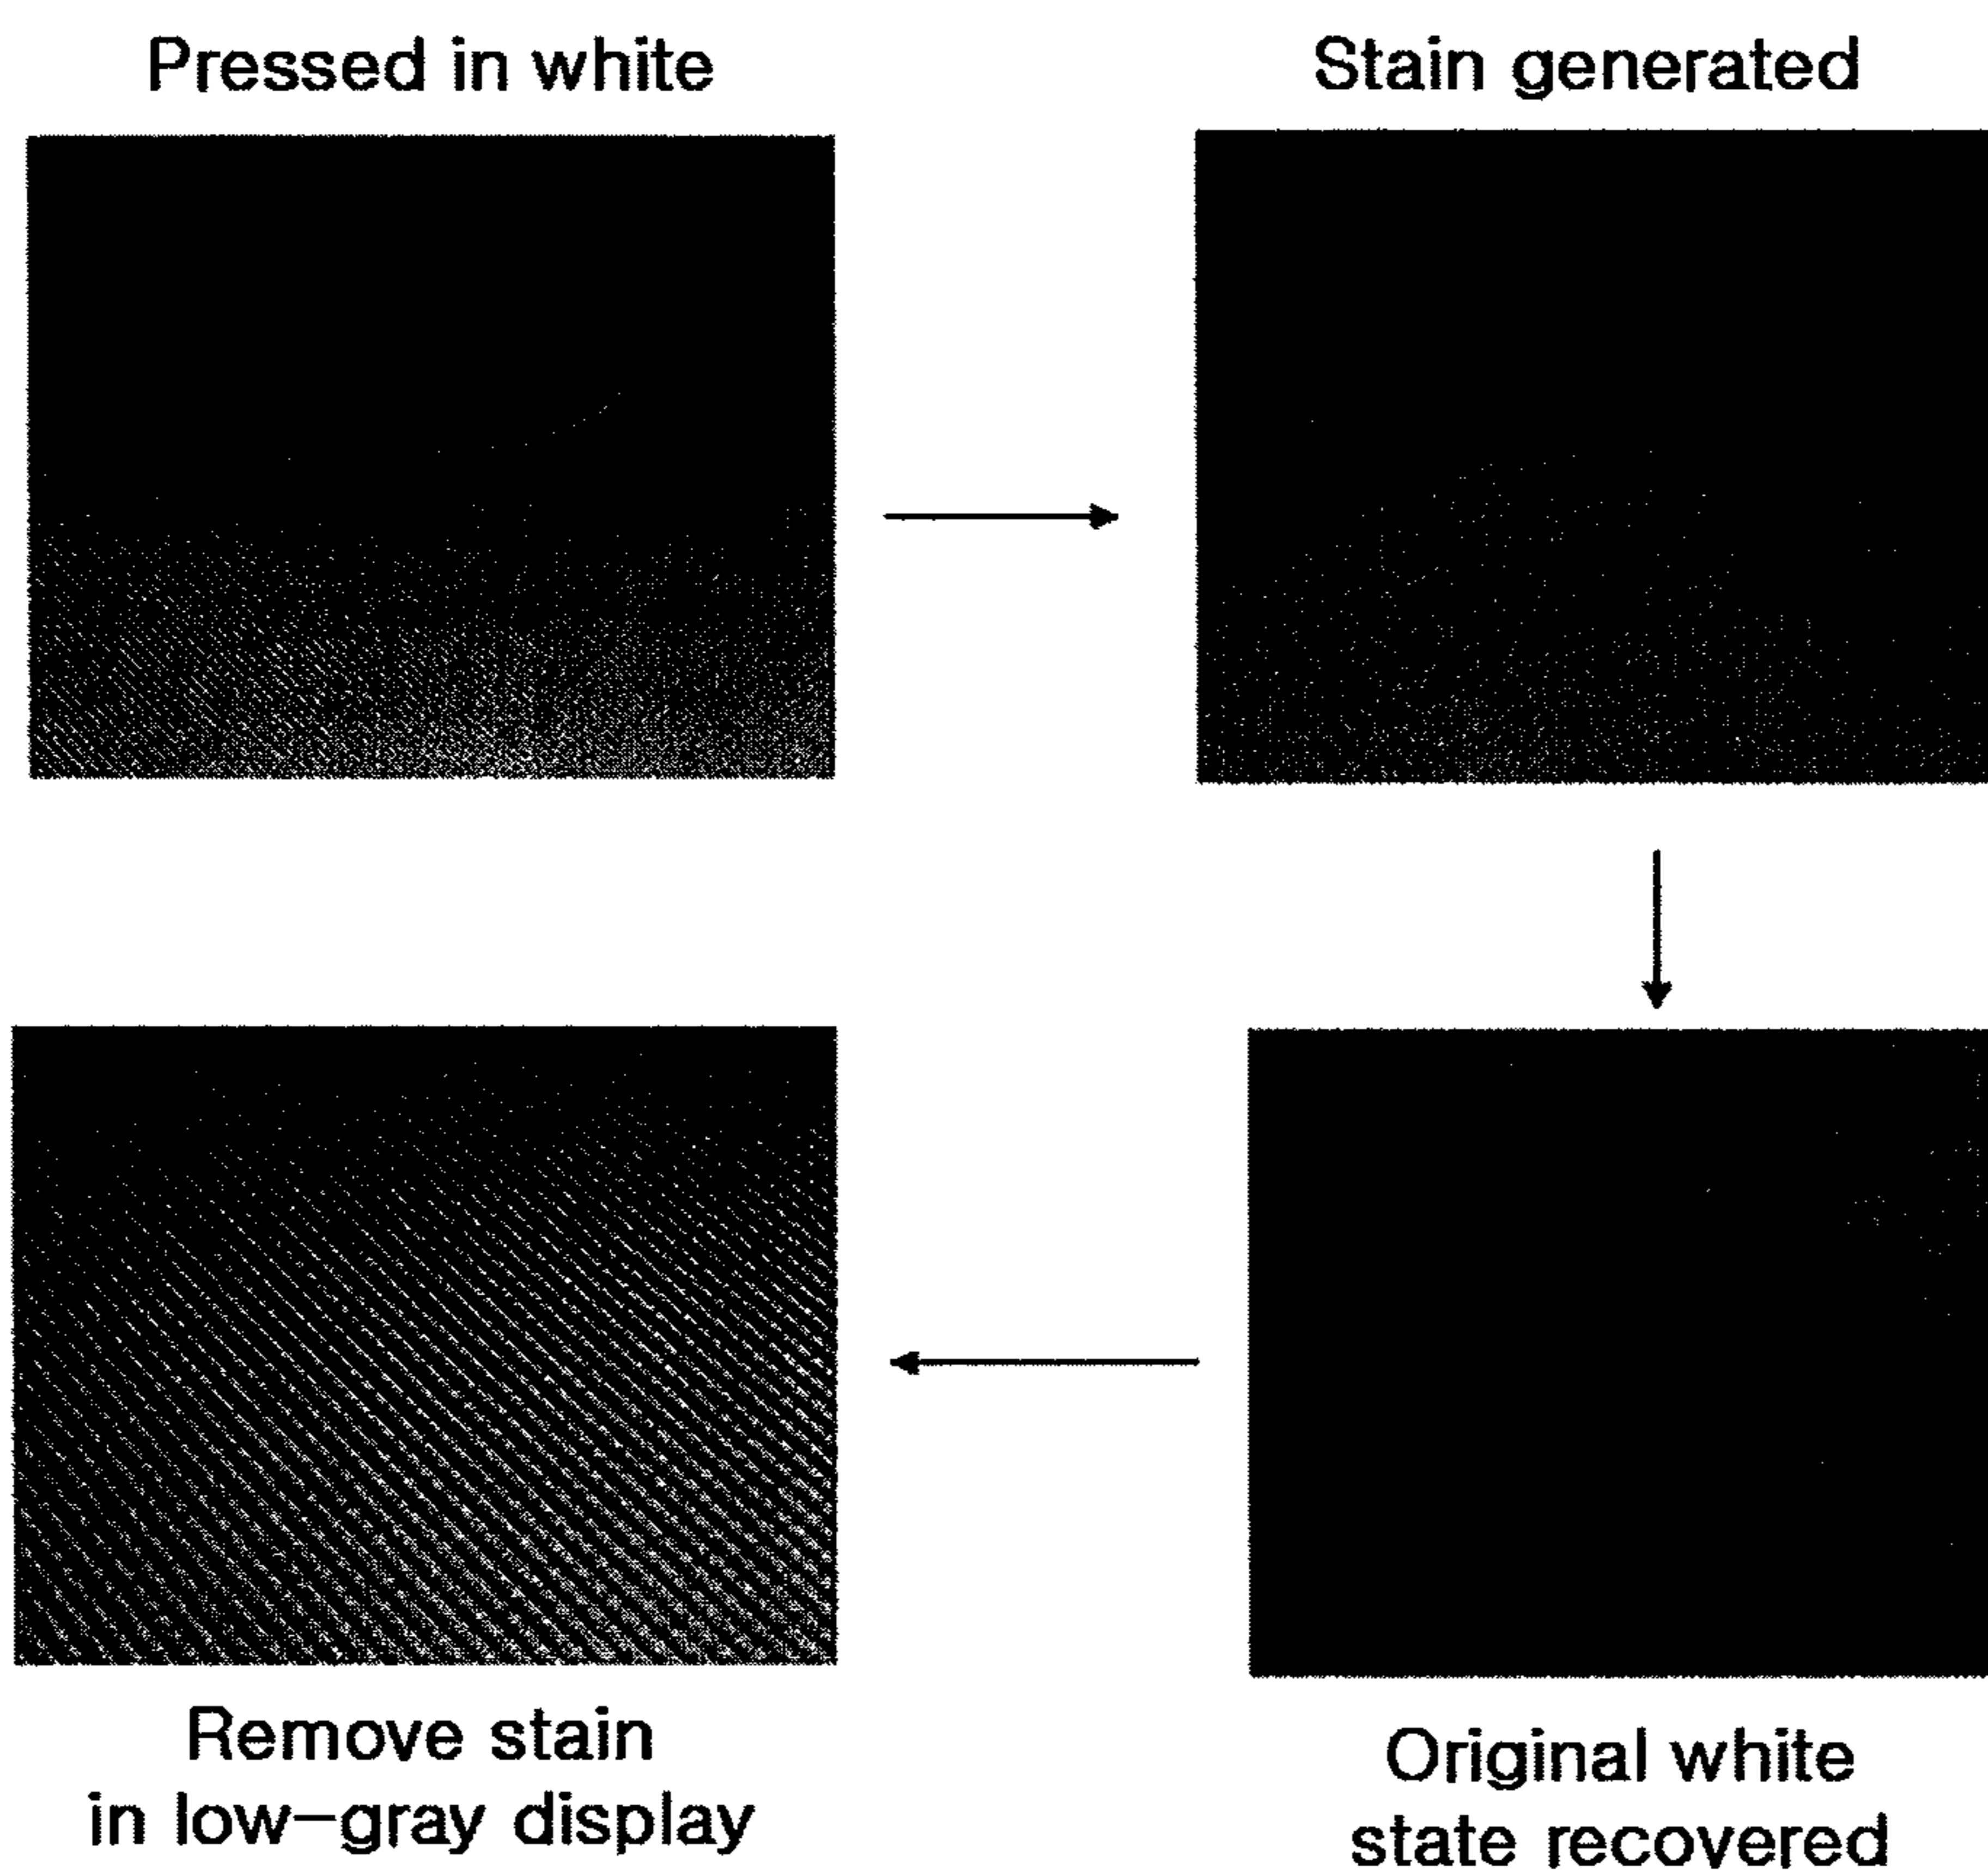 Pressed in white
Stain generated
Remove stain
in low-gray display
Original white
state recovered